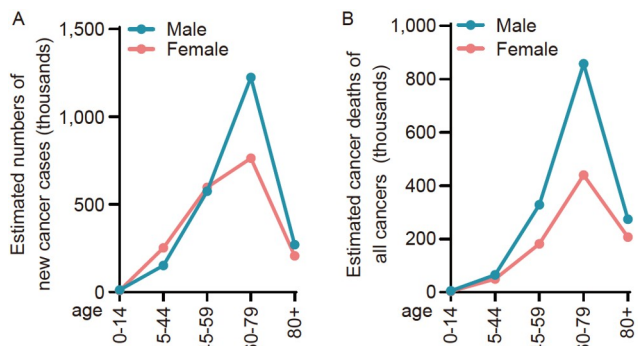 A
Male
Female
Estimated numbers of
new cancer cases (thousands)
1,500
1,000
500
0
age
0-14
5-44
5-59
0-79
80+
B
Male
Female
Estimated cancer deaths of
all cancers (thousands)
1,000
800
600
400
200
0
age
0-14
5-44
5-59
0-79
80+